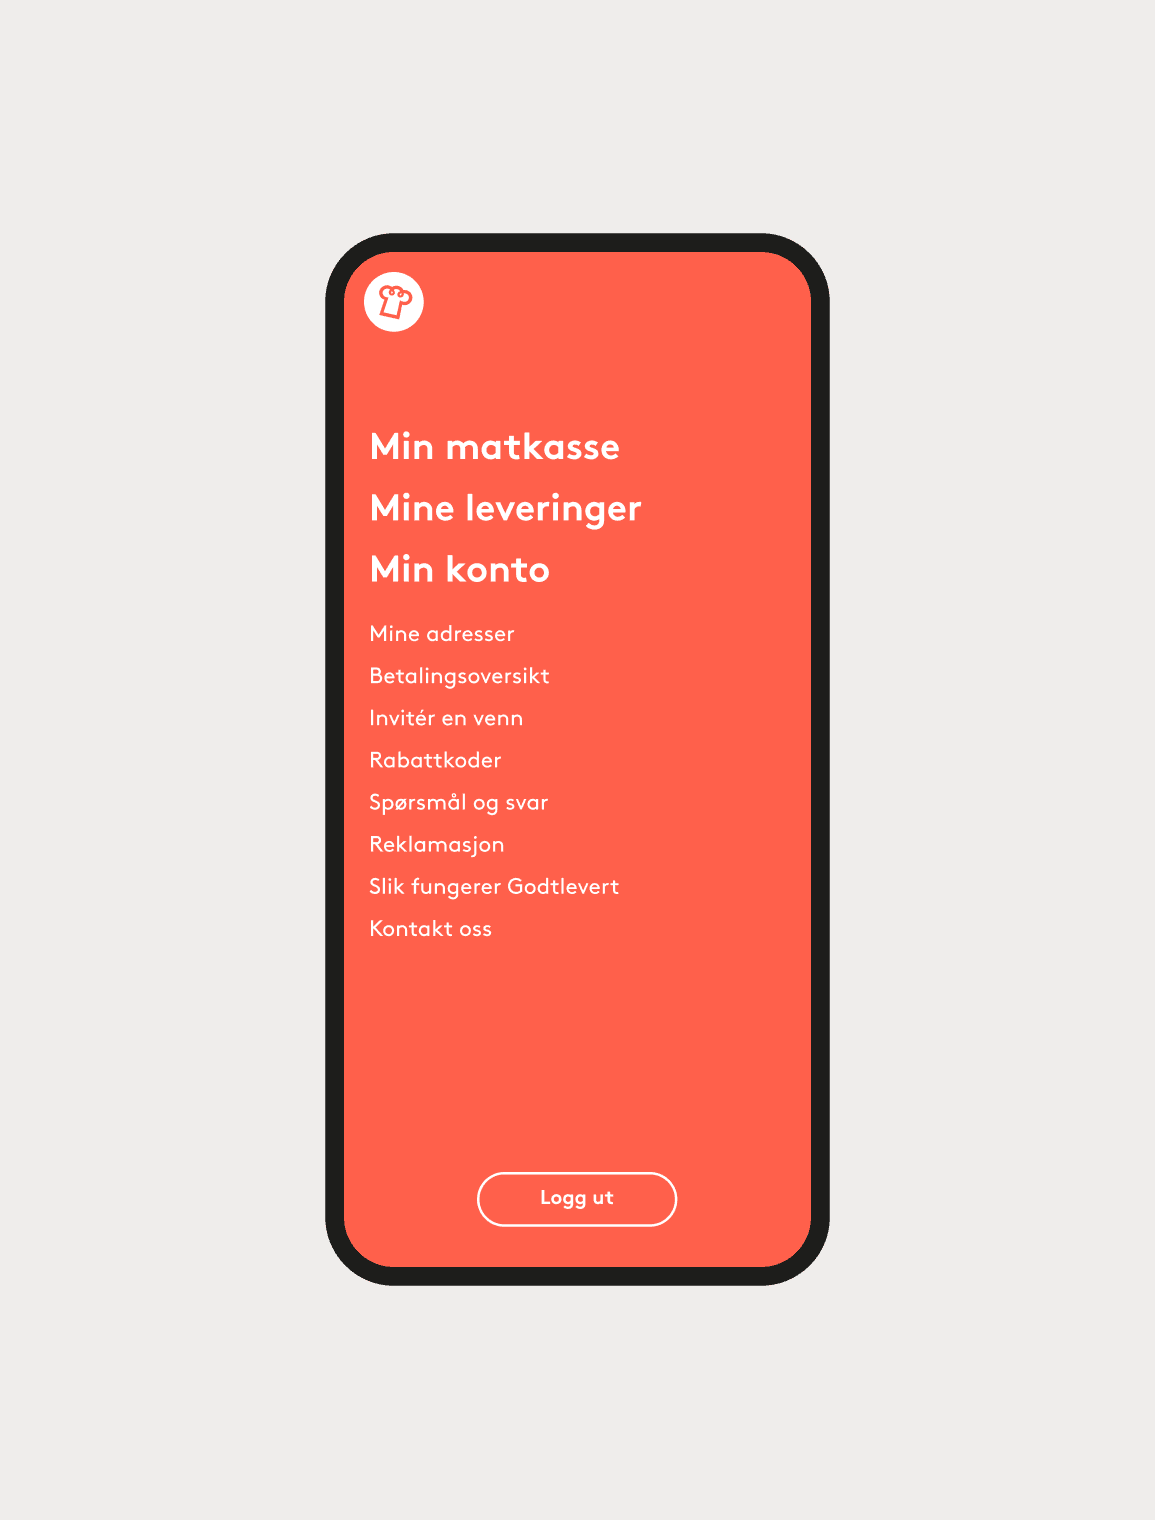 Min matkasse
Mine leveringer
Min konto
Mine adresser
Betalingsoversikt
Invitér en venn
Rabattkoder
Spørsmål og svar
Reklamasjon
Slik fungerer Godtlevert
Kontakt oss
Logg ut